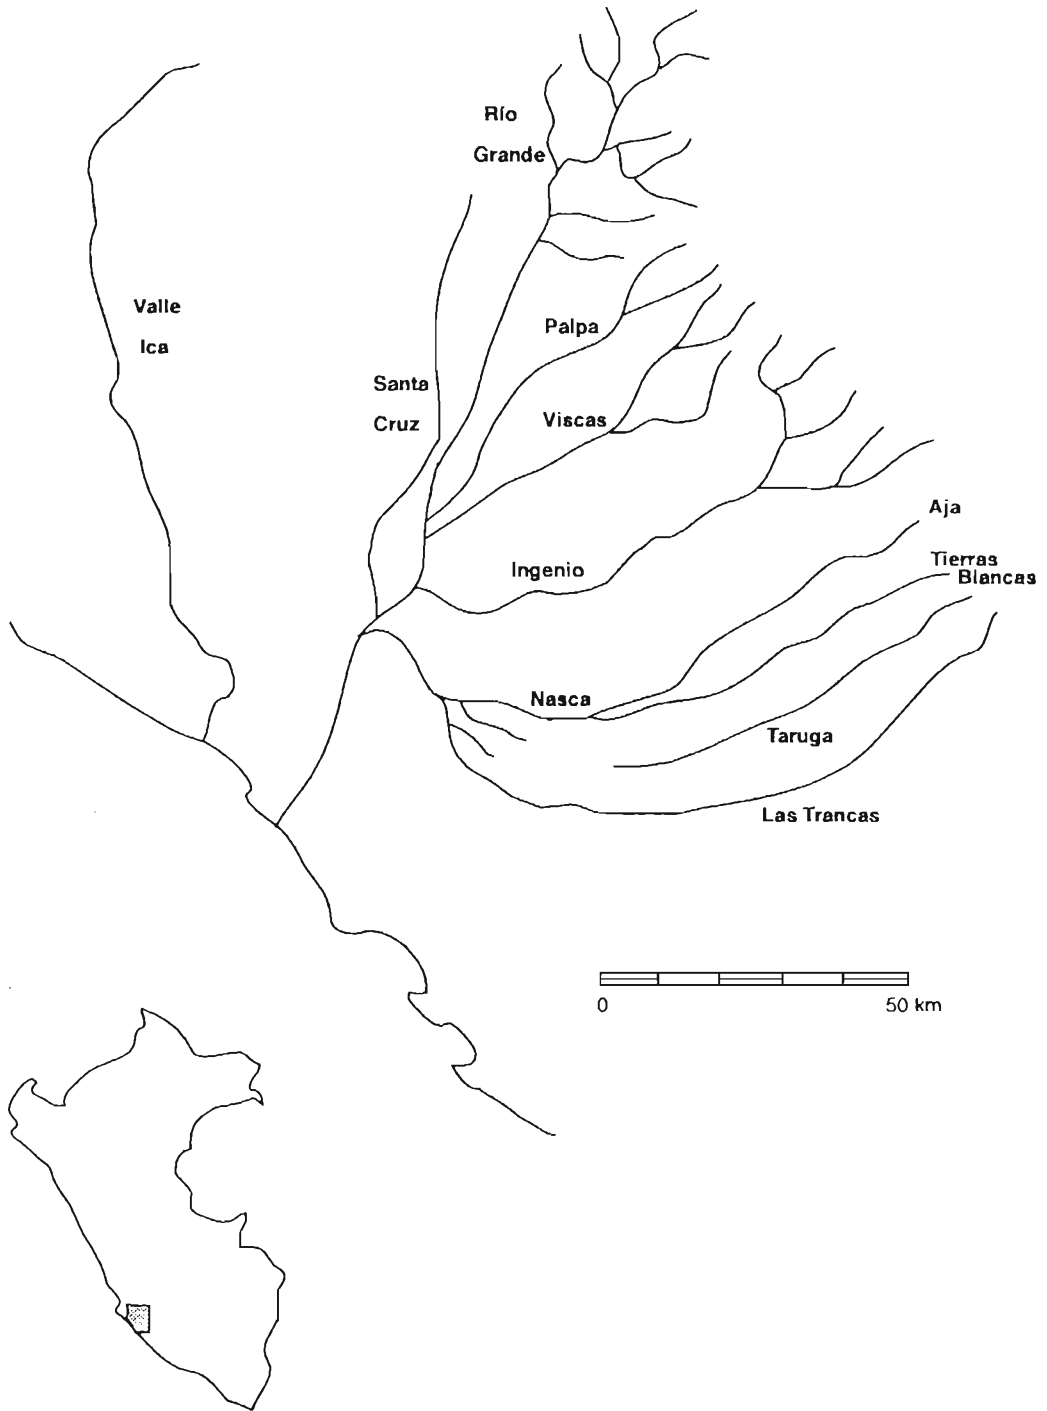 Río
Grande
Valle
Ica
Palpa
Santa
Cruz
Viscas
Aja
Tierras
Blancas
Ingenio
Nasca
Taruga
Las Trancas
0 50 km